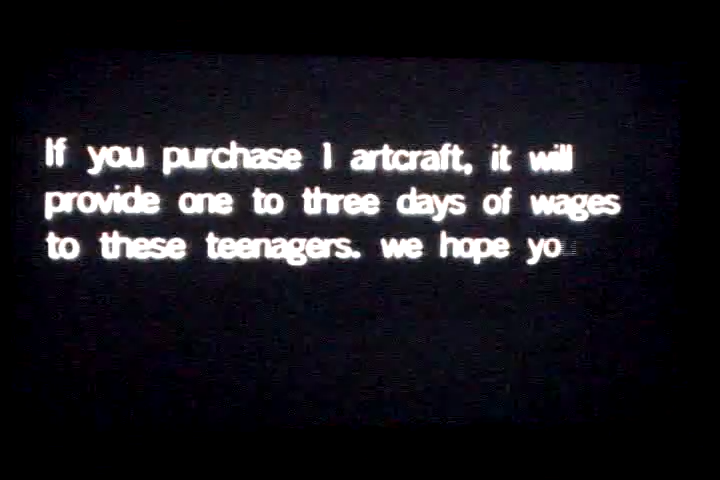 If you purchase 1 artcraft, it will
provide one to three days of wages
to these teenagers. we hope yo